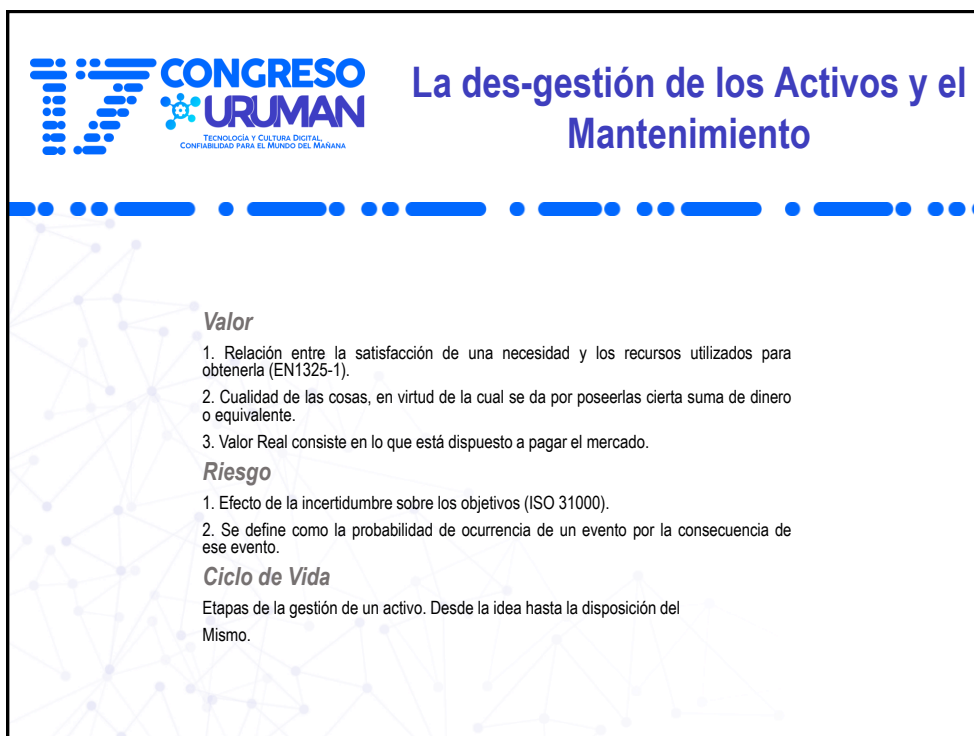 17 CONGRESO
URUMAN
TECNOLOGÍA Y CULTURA DIGITAL,
CONFIABILIDAD PARA EL MUNDO DEL MAÑANA
La des-gestión de los Activos y el
Mantenimiento
Valor
1. Relación entre la satisfacción de una necesidad y los recursos utilizados para
obtenerla (EN1325-1).
2. Cualidad de las cosas, en virtud de la cual se da por poseerlas cierta suma de dinero
o equivalente.
3. Valor Real consiste en lo que está dispuesto a pagar el mercado.
Riesgo
1. Efecto de la incertidumbre sobre los objetivos (ISO 31000).
2. Se define como la probabilidad de ocurrencia de un evento por la consecuencia de
ese evento.
Ciclo de Vida
Etapas de la gestión de un activo. Desde la idea hasta la disposición del
Mismo.